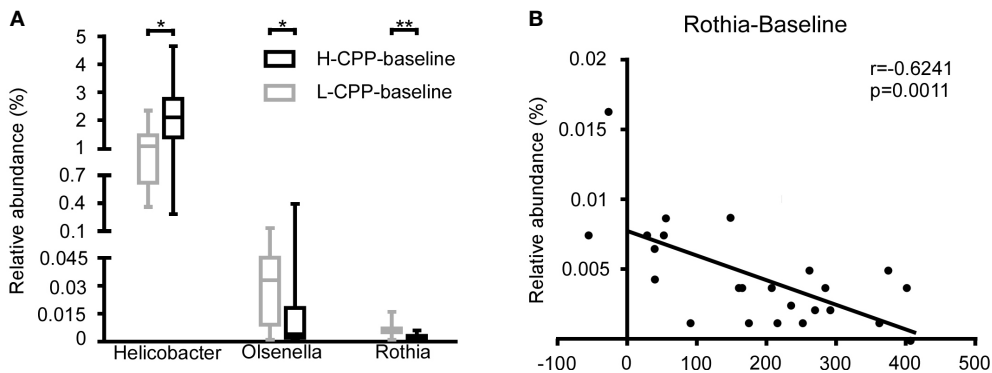 A
Relative abundance (%)
5
4
3
2
1
0.7
0.4
0.1
0.045
0.03
0.015
0
*
*
**
H-CPP-baseline
L-CPP-baseline
Helicobacter
Olsenella
Rothia
B
Rothia-Baseline
r=-0.6241
p=0.0011
Relative abundance (%)
0.02
0.015
0.01
0.005
-100
0
100
200
300
400
500